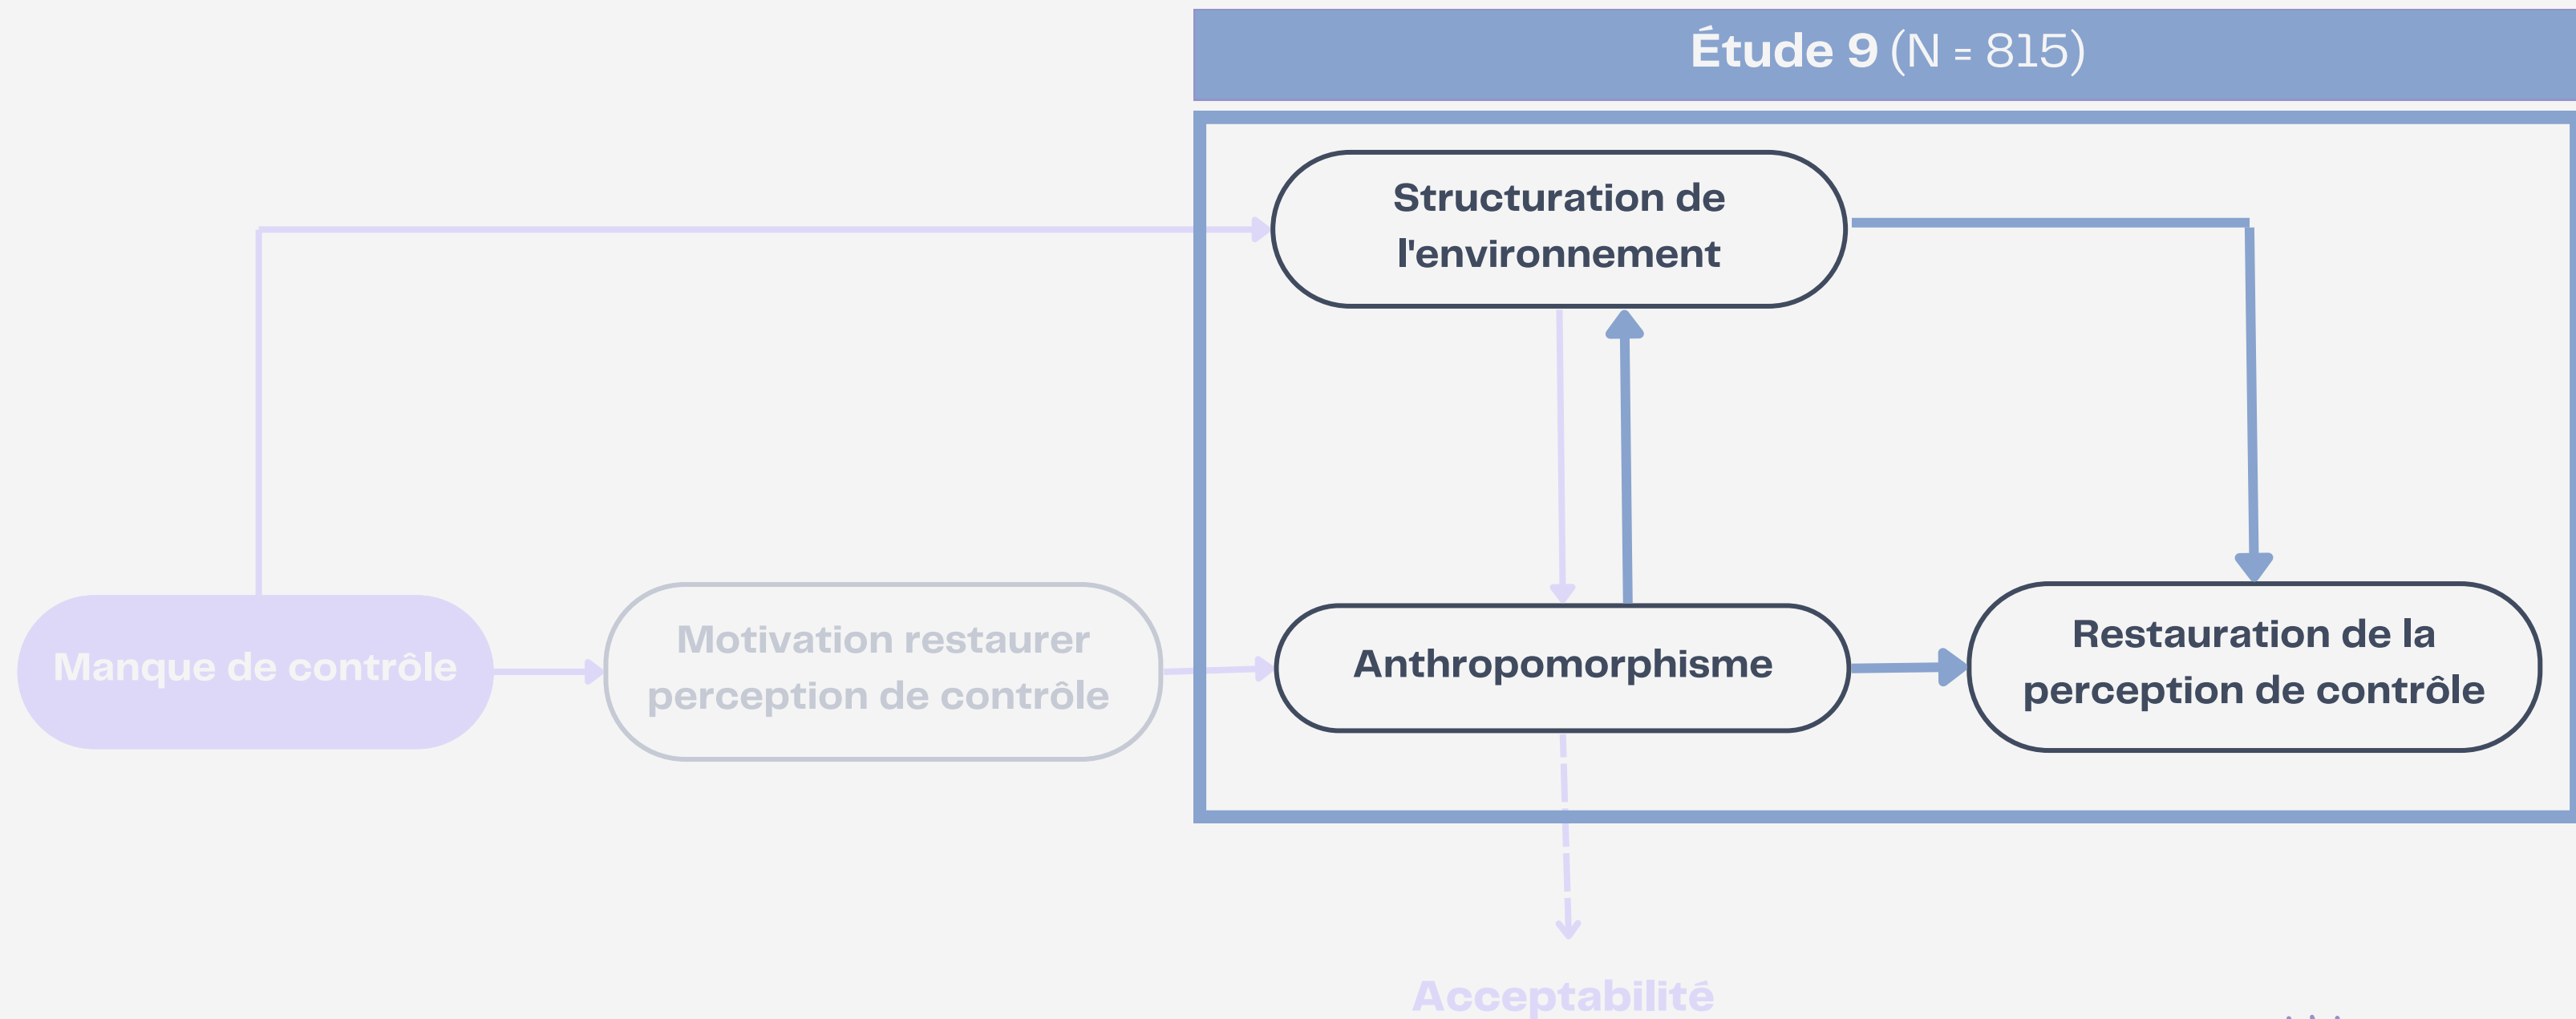 Étude 9 (N = 815)
Structuration de
l'environnement
Manque de contrôle
Motivation restaurer
perception de contrôle
Anthropomorphisme
Restauration de la
perception de contrôle
Acceptabilité